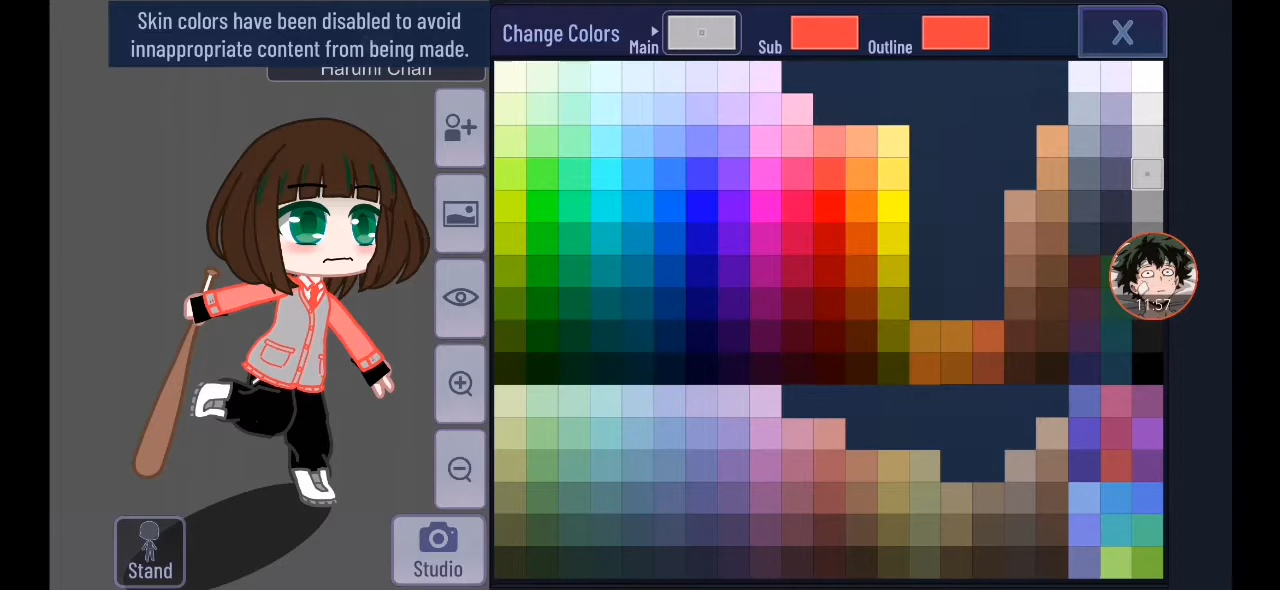 Skin colors have been disabled to avoid
innappropriate content from being made.
Harumi Chan
Change Colors
Main
Sub
Outline
X
11:57
Stand
Studio